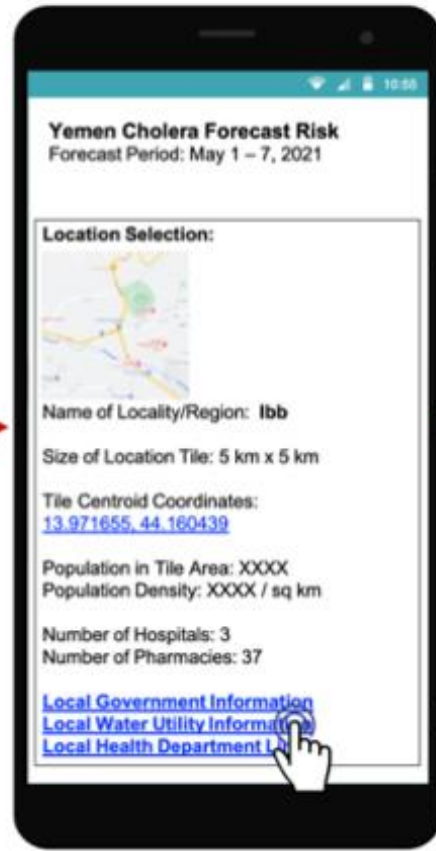 10:55
Yemen Cholera Forecast Risk
Forecast Period: May 1 – 7, 2021
Location Selection:
Name of Locality/Region: Ibb
Size of Location Tile: 5 km x 5 km
Tile Centroid Coordinates:
13.971655, 44.160439
Population in Tile Area: XXXX
Population Density: XXXX / sq km
Number of Hospitals: 3
Number of Pharmacies: 37
Local Government Information
Local Water Utility
Local Health Department